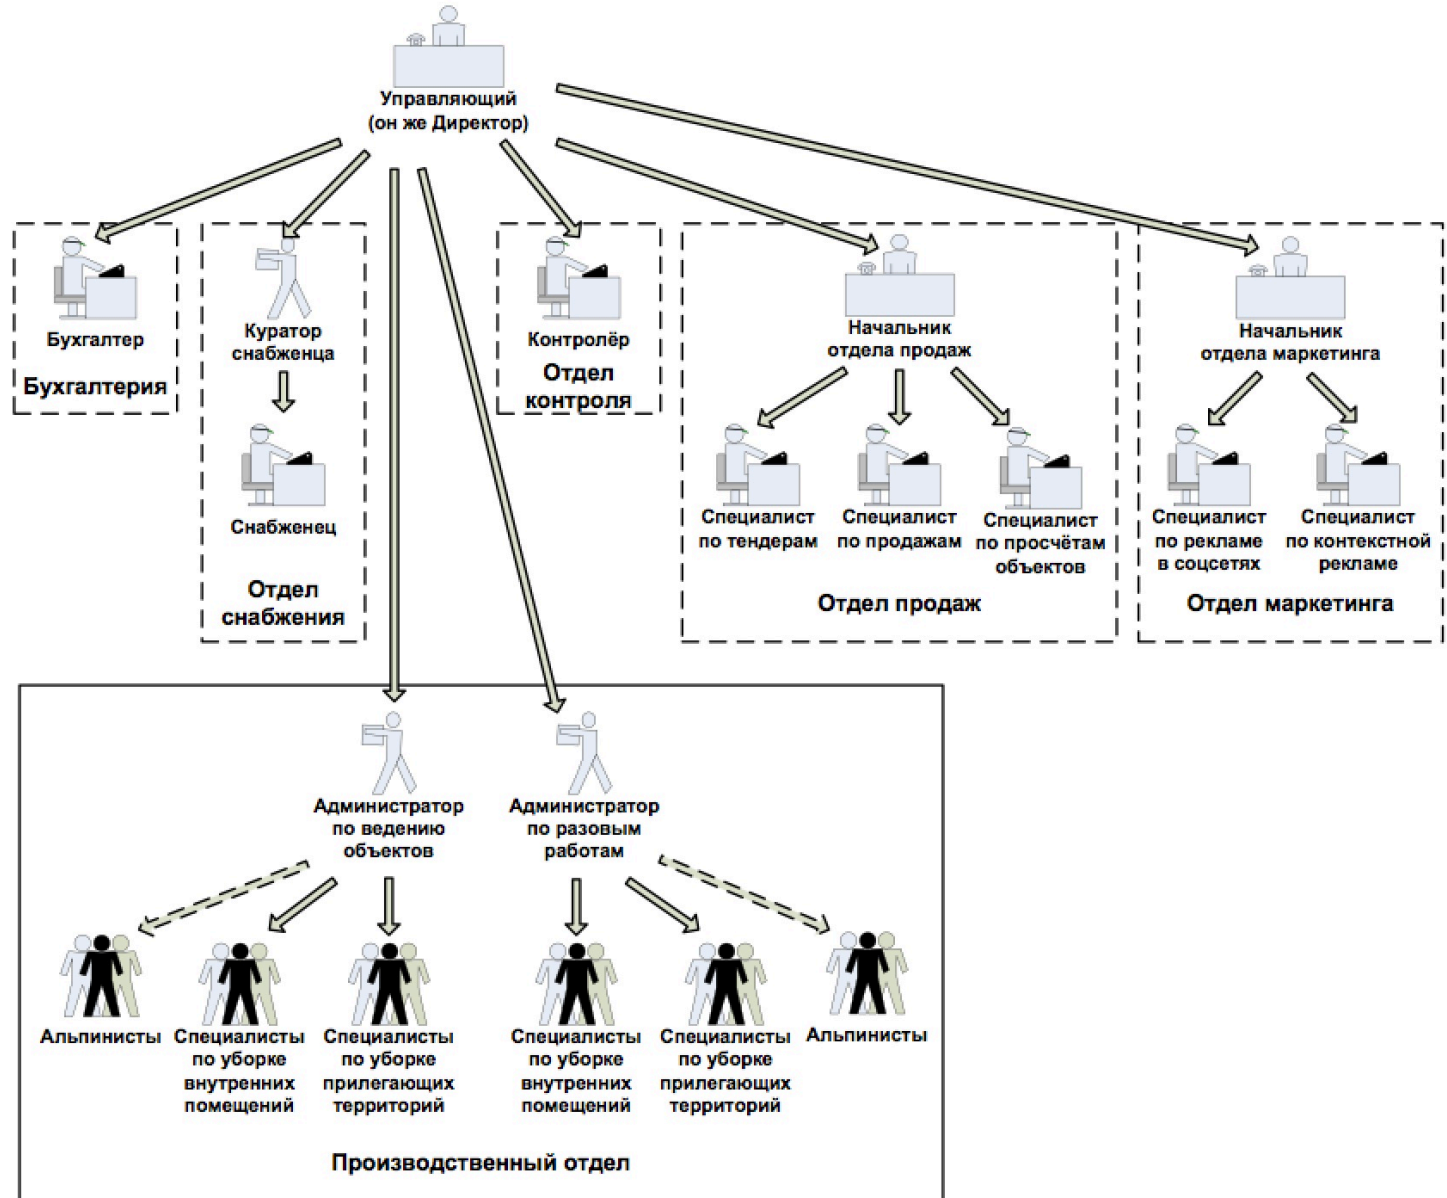 Управляющий
(он же Директор)
Бухгалтер
Бухгалтерия
Куратор
снабженца
Снабженец
Отдел
снабжения
Контролёр
Отдел
контроля
Начальник
отдела продаж
Специалист
по тендерам
Специалист
по продажам
Специалист
по просчётам
объектов
Отдел продаж
Начальник
отдела маркетинга
Специалист
по рекламе
в соцсетях
Специалист
по контекстной
рекламе
Отдел маркетинга
Администратор
по ведению
объектов
Администратор
по разовым
работам
Альпинисты
Специалисты
по уборке
внутренних
помещений
Специалисты
по уборке
прилегающих
территорий
Специалисты
по уборке
внутренних
помещений
Специалисты
по уборке
прилегающих
территорий
Альпинисты
Производственный отдел